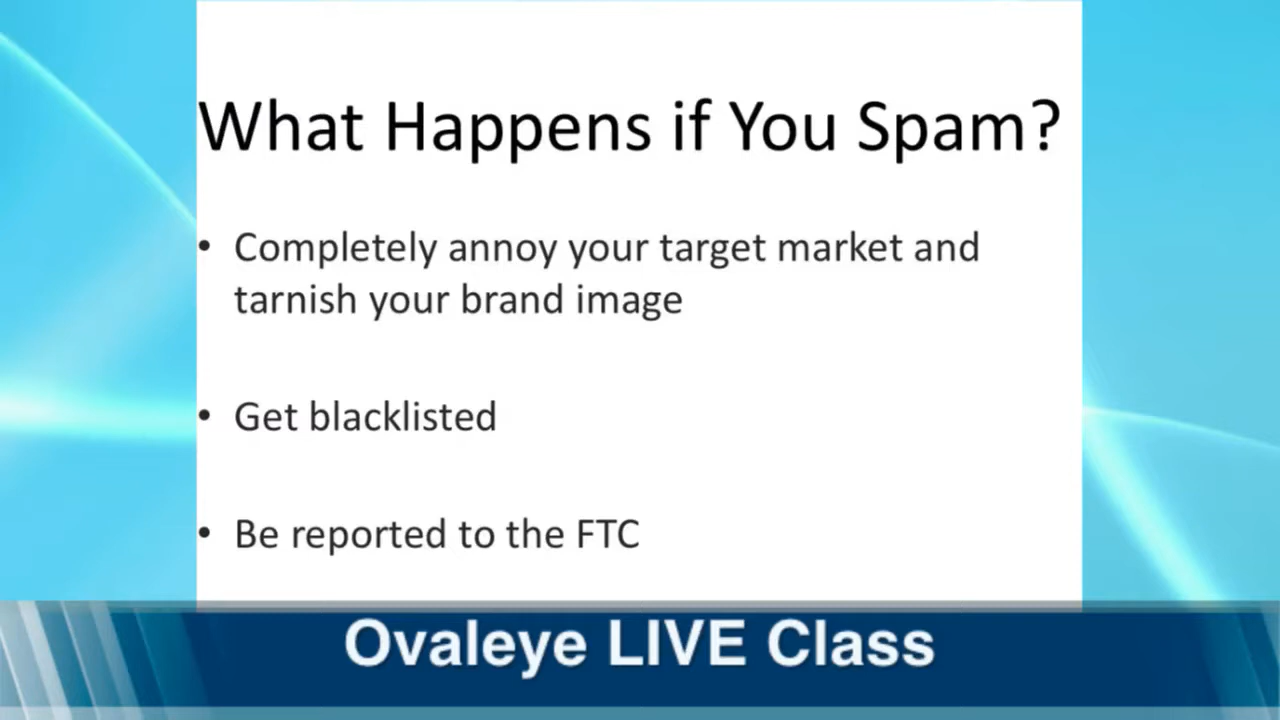 What Happens if You Spam?
• Completely annoy your target market and
tarnish your brand image
• Get blacklisted
• Be reported to the FTC
Ovaleye LIVE Class